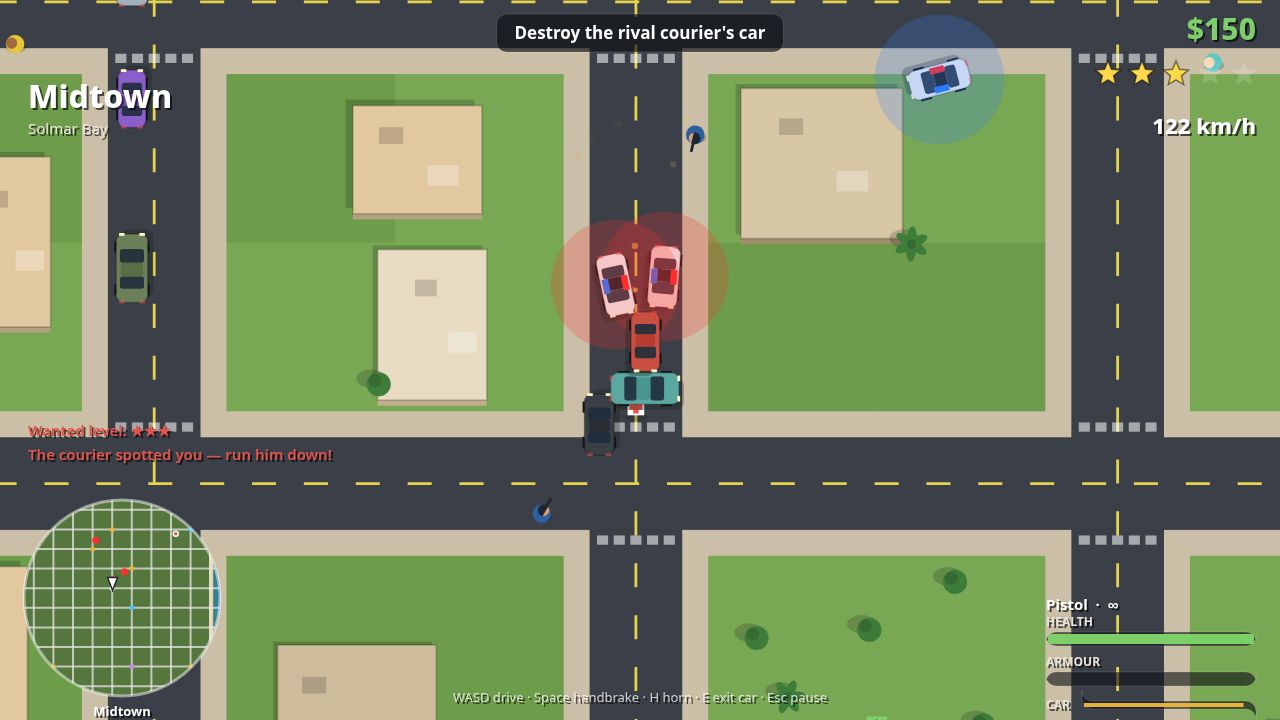 Destroy the rival courier's car
$150
Midtown
Solmar Bay
122 km/h
Wanted level: ★★★
The courier spotted you — run him down!
Pistol · ∞
HEALTH
ARMOUR
CAR
WASD drive · Space handbrake · H horn · E exit car · Esc pause
Midtown